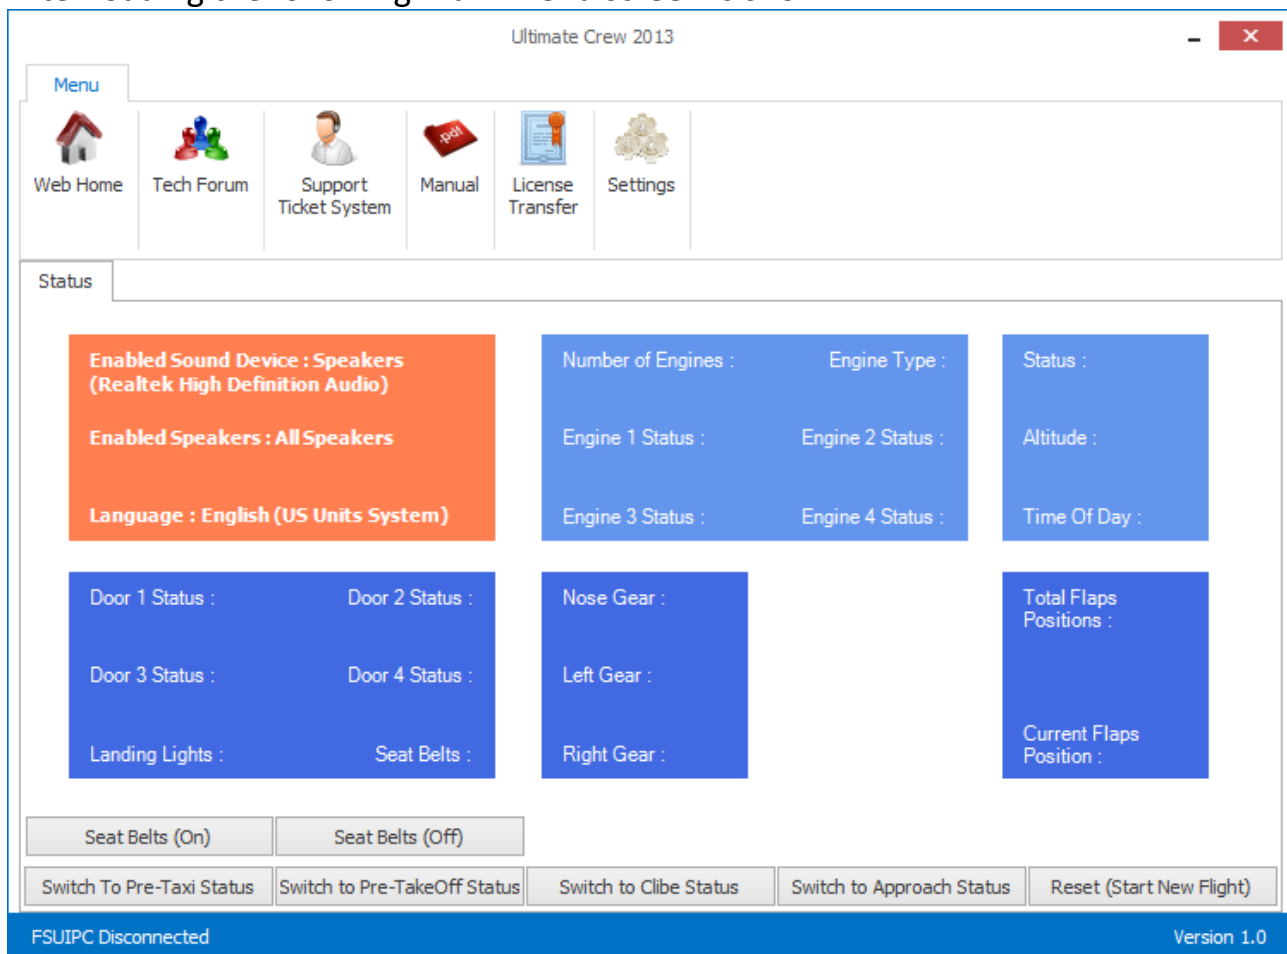 Ultimate Crew 2013
Menu
Web Home
Tech Forum
Support
Ticket System
Manual
License
Transfer
Settings
.pdf
Status
Enabled Sound Device : Speakers
(Realtek High Definition Audio)
Enabled Speakers : All Speakers
Language : English (US Units System)
Number of Engines : Engine Type :
Engine 1 Status : Engine 2 Status :
Engine 3 Status : Engine 4 Status :
Status :
Altitude :
Time Of Day :
Door 1 Status : Door 2 Status :
Door 3 Status : Door 4 Status :
Landing Lights : Seat Belts :
Nose Gear :
Left Gear :
Right Gear :
Total Flaps
Positions :
Current Flaps
Position :
Seat Belts (On) Seat Belts (Off)
Switch To Pre-Taxi Status Switch to Pre-TakeOff Status Switch to Clibe Status Switch to Approach Status Reset (Start New Flight)
FSUIPC Disconnected Version 1.0